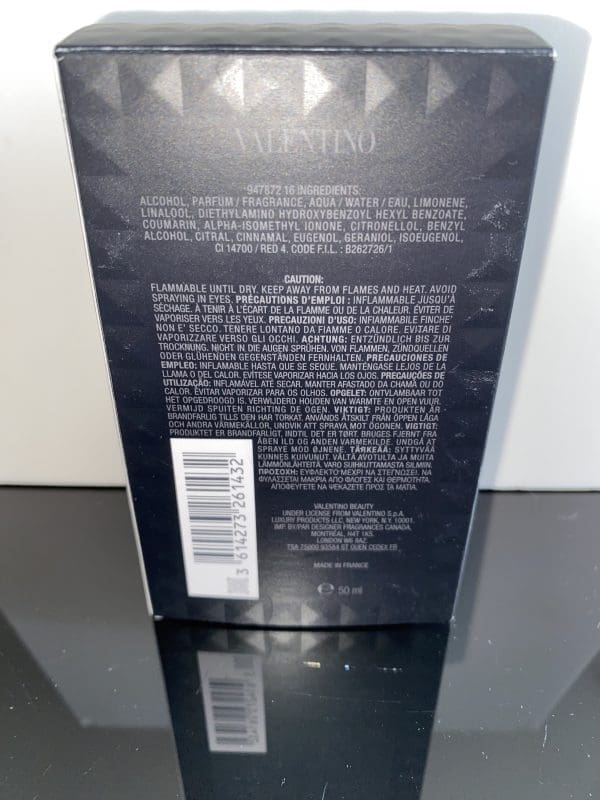 VALENTINO
947872 16 INGREDIENTS:
ALCOHOL, PARFUM / FRAGRANCE, AQUA / WATER / EAU, LIMONENE,
LINALOOL, DIETHYLAMINO HYDROXYBENZOYL HEXYL BENZOATE,
COUMARIN, ALPHA-ISOMETHYL IONONE, CITRONELLOL, BENZYL
ALCOHOL, CITRAL, CINNAMAL, EUGENOL, GERANIOL, ISOEUGENOL,
CI 14700 / RED 4. CODE F.I.L. : B262726/1
CAUTION:
FLAMMABLE UNTIL DRY. KEEP AWAY FROM FLAMES AND HEAT. AVOID
SPRAYING IN EYES. PRÉCAUTIONS D'EMPLOI : INFLAMMABLE JUSQU'À
SÉCHAGE. À TENIR À L'ÉCART DE LA FLAMME OU DE LA CHALEUR. ÉVITER DE
VAPORISER VERS LES YEUX. PRECAUZIONI D'USO: INFIAMMABILE FINCHE'
NON E' SECCO. TENERE LONTANO DA FIAMME O CALORE. EVITARE DI
VAPORIZZARE VERSO GLI OCCHI. ACHTUNG: ENTZÜNDLICH BIS ZUR
TROCKNUNG. NICHT IN DIE AUGEN SPRÜHEN. VON FLAMMEN, ZÜNDQUELLEN
ODER GLÜHENDEN GEGENSTÄNDEN FERNHALTEN. PRECAUCIONES DE
EMPLEO: INFLAMABLE HASTA QUE SE SEQUE. MANTÉNGASE LEJOS DE LA
LLAMA O DEL CALOR. EVÍTESE VAPORIZAR HACIA LOS OJOS. PRECAUÇÕES DE
UTILIZAÇÃO: INFLAMÁVEL ATÉ SECAR. MANTER AFASTADO DA CHAMA OU DO
CALOR. EVITAR VAPORIZAR PARA OS OLHOS. OPGELET: ONTVLAMBAAR TOT
HET OPGEDROOGD IS. VERWIJDERD HOUDEN VAN WARMTE EN OPEN VUUR.
VERMIJD SPUITEN RICHTING DE OGEN. VIKTIGT: PRODUKTEN ÄR
BRANDFARLIG TILLS DEN HAR TORKAT. ANVÄNDS ÅTSKILT FRÅN ÖPPEN LÅGA
OCH ANDRA VÄRMEKÄLLOR, UNDVIK ATT SPRAYA MOT ÖGONEN. VIGTIGT:
PRODUKTET ER BRANDFARLIGT, INDTIL DET ER TØRT. BRUGES FJERNT FRA
ÅBEN ILD OG ANDEN VARMEKILDE. UNDGÅ AT
SPRAYE MOD ØJNENE. TÄRKEÄÄ: SYTTYVÄÄ
KUNNES KUIVUNUT. VÄLTÄ AVOTULTA JA MUITA
LÄMMÖNLÄHTEITÄ. VARO SUIHKUTTAMASTA SILMIIN.
ΠΡΟΣΟΧΗ: ΕΥΦΛΕΚΤΟ ΜΕΧΡΙ ΝΑ ΣΤΕΓΝΩΣΕΙ. ΝΑ
ΦΥΛΑΣΣΕΤΑΙ ΜΑΚΡΙΑ ΑΠΟ ΦΛΟΓΕΣ ΚΑΙ ΘΕΡΜΟΤΗΤΑ.
ΑΠΟΦΕΥΓΕΤΕ ΝΑ ΨΕΚΑΖΕΤΕ ΠΡΟΣ ΤΑ ΜΑΤΙΑ.
3 614273 261432
VALENTINO BEAUTY
UNDER LICENSE FROM VALENTINO S.p.A.
LUXURY PRODUCTS LLC, NEW YORK, N.Y. 10001.
IMP. BY/PAR DESIGNER FRAGRANCES CANADA,
MONTRÉAL, H4T 1K5.
LONDON W6 8AZ.
TSA 75000 93584 ST OUEN CEDEX FR
MADE IN FRANCE
e 50 ml